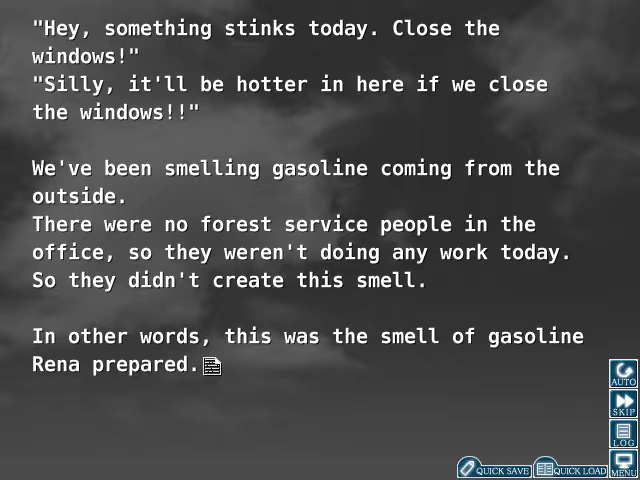 "Hey, something stinks today. Close the
windows!"
"Silly, it'll be hotter in here if we close
the windows!!"
We've been smelling gasoline coming from the
outside.
There were no forest service people in the
office, so they weren't doing any work today.
So they didn't create this smell.
In other words, this was the smell of gasoline
Rena prepared.
AUTO
SKIP
LOG
QUICK SAVE
QUICK LOAD
MENU